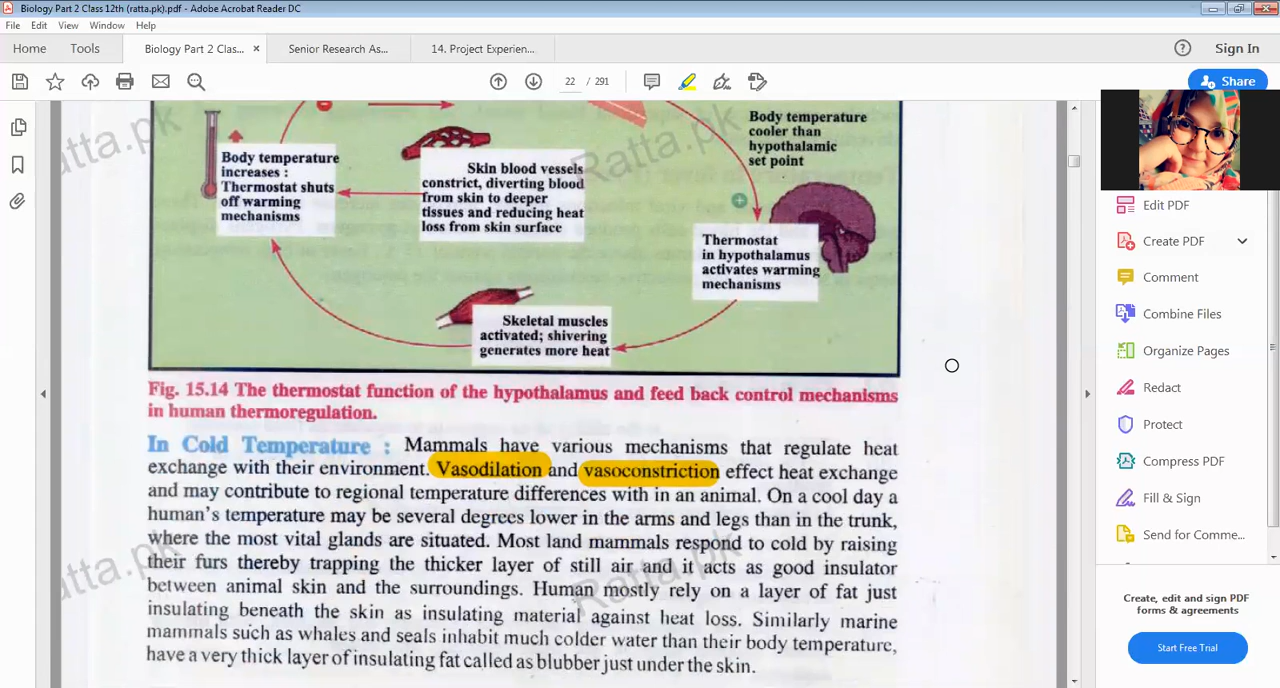 Biology Part 2 Class 12th (ratta.pk).pdf - Adobe Acrobat Reader DC
File Edit View Window Help
Home Tools Biology Part 2 Clas... × Senior Research As... 14. Project Experien... Sign In
22 / 291
Share
Body temperature
cooler than
hypothalamic
set point
Body temperature
increases :
Thermostat shuts
off warming
mechanisms
Skin blood vessels
constrict, diverting blood
from skin to deeper
tissues and reducing heat
loss from skin surface
Thermostat
in hypothalamus
activates warming
mechanisms
Skeletal muscles
activated; shivering
generates more heat
Fig. 15.14 The thermostat function of the hypothalamus and feed back control mechanisms
in human thermoregulation.
In Cold Temperature : Mammals have various mechanisms that regulate heat
exchange with their environment. Vasodilation and vasoconstriction effect heat exchange
and may contribute to regional temperature differences with in an animal. On a cool day a
human's temperature may be several degrees lower in the arms and legs than in the trunk,
where the most vital glands are situated. Most land mammals respond to cold by raising
their furs thereby trapping the thicker layer of still air and it acts as good insulator
between animal skin and the surroundings. Human mostly rely on a layer of fat just
insulating beneath the skin as insulating material against heat loss. Similarly marine
mammals such as whales and seals inhabit much colder water than their body temperature,
have a very thick layer of insulating fat called as blubber just under the skin.
Ratta.pk
Ratta.pk
Ratta.pk
Ratta.pk
Edit PDF
Create PDF
Comment
Combine Files
Organize Pages
Redact
Protect
Compress PDF
Fill & Sign
Send for Comme...
Create, edit and sign PDF
forms & agreements
Start Free Trial